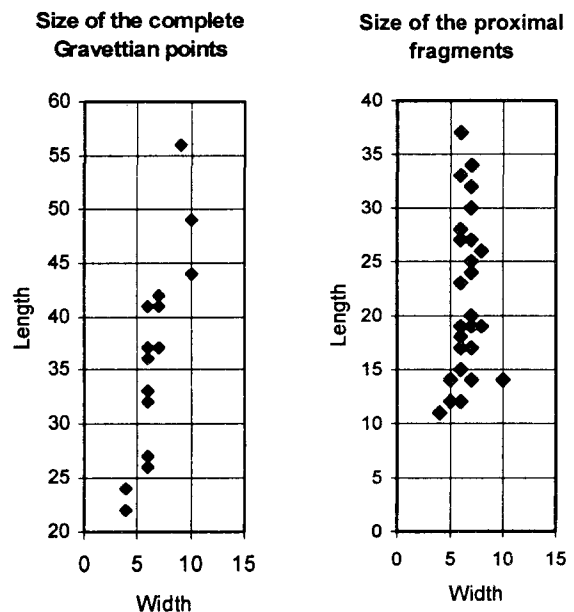 Size of the complete
Gravettian points
60
55
50
45
40
35
30
25
20
0 5 10 15
Length
Width
Size of the proximal
fragments
40
35
30
25
20
15
10
5
0
0 5 10 15
Length
Width